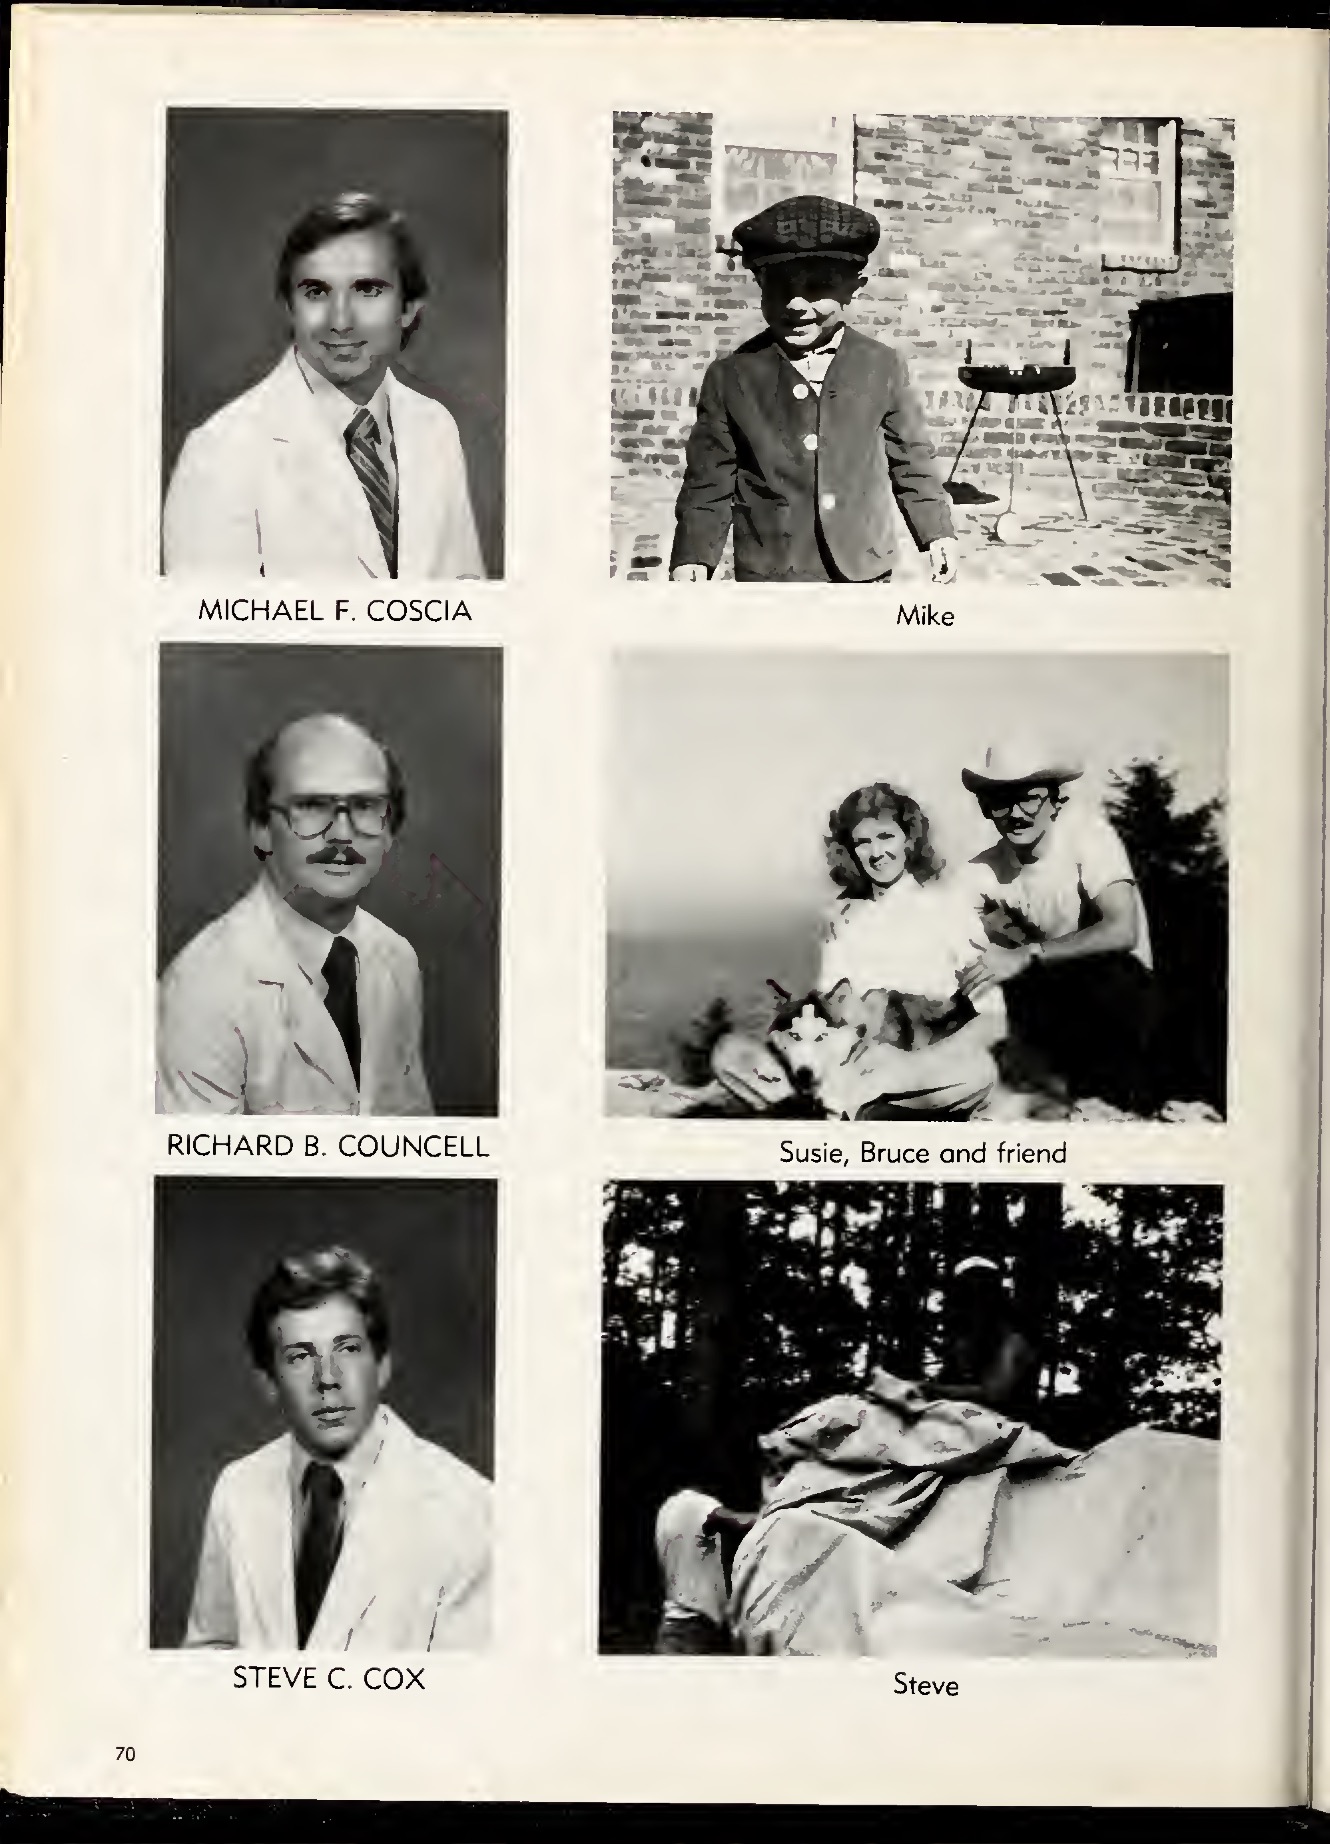 MICHAEL F. COSCIA
Mike
RICHARD B. COUNCELL
Susie, Bruce and friend
STEVE C. COX
Steve
70